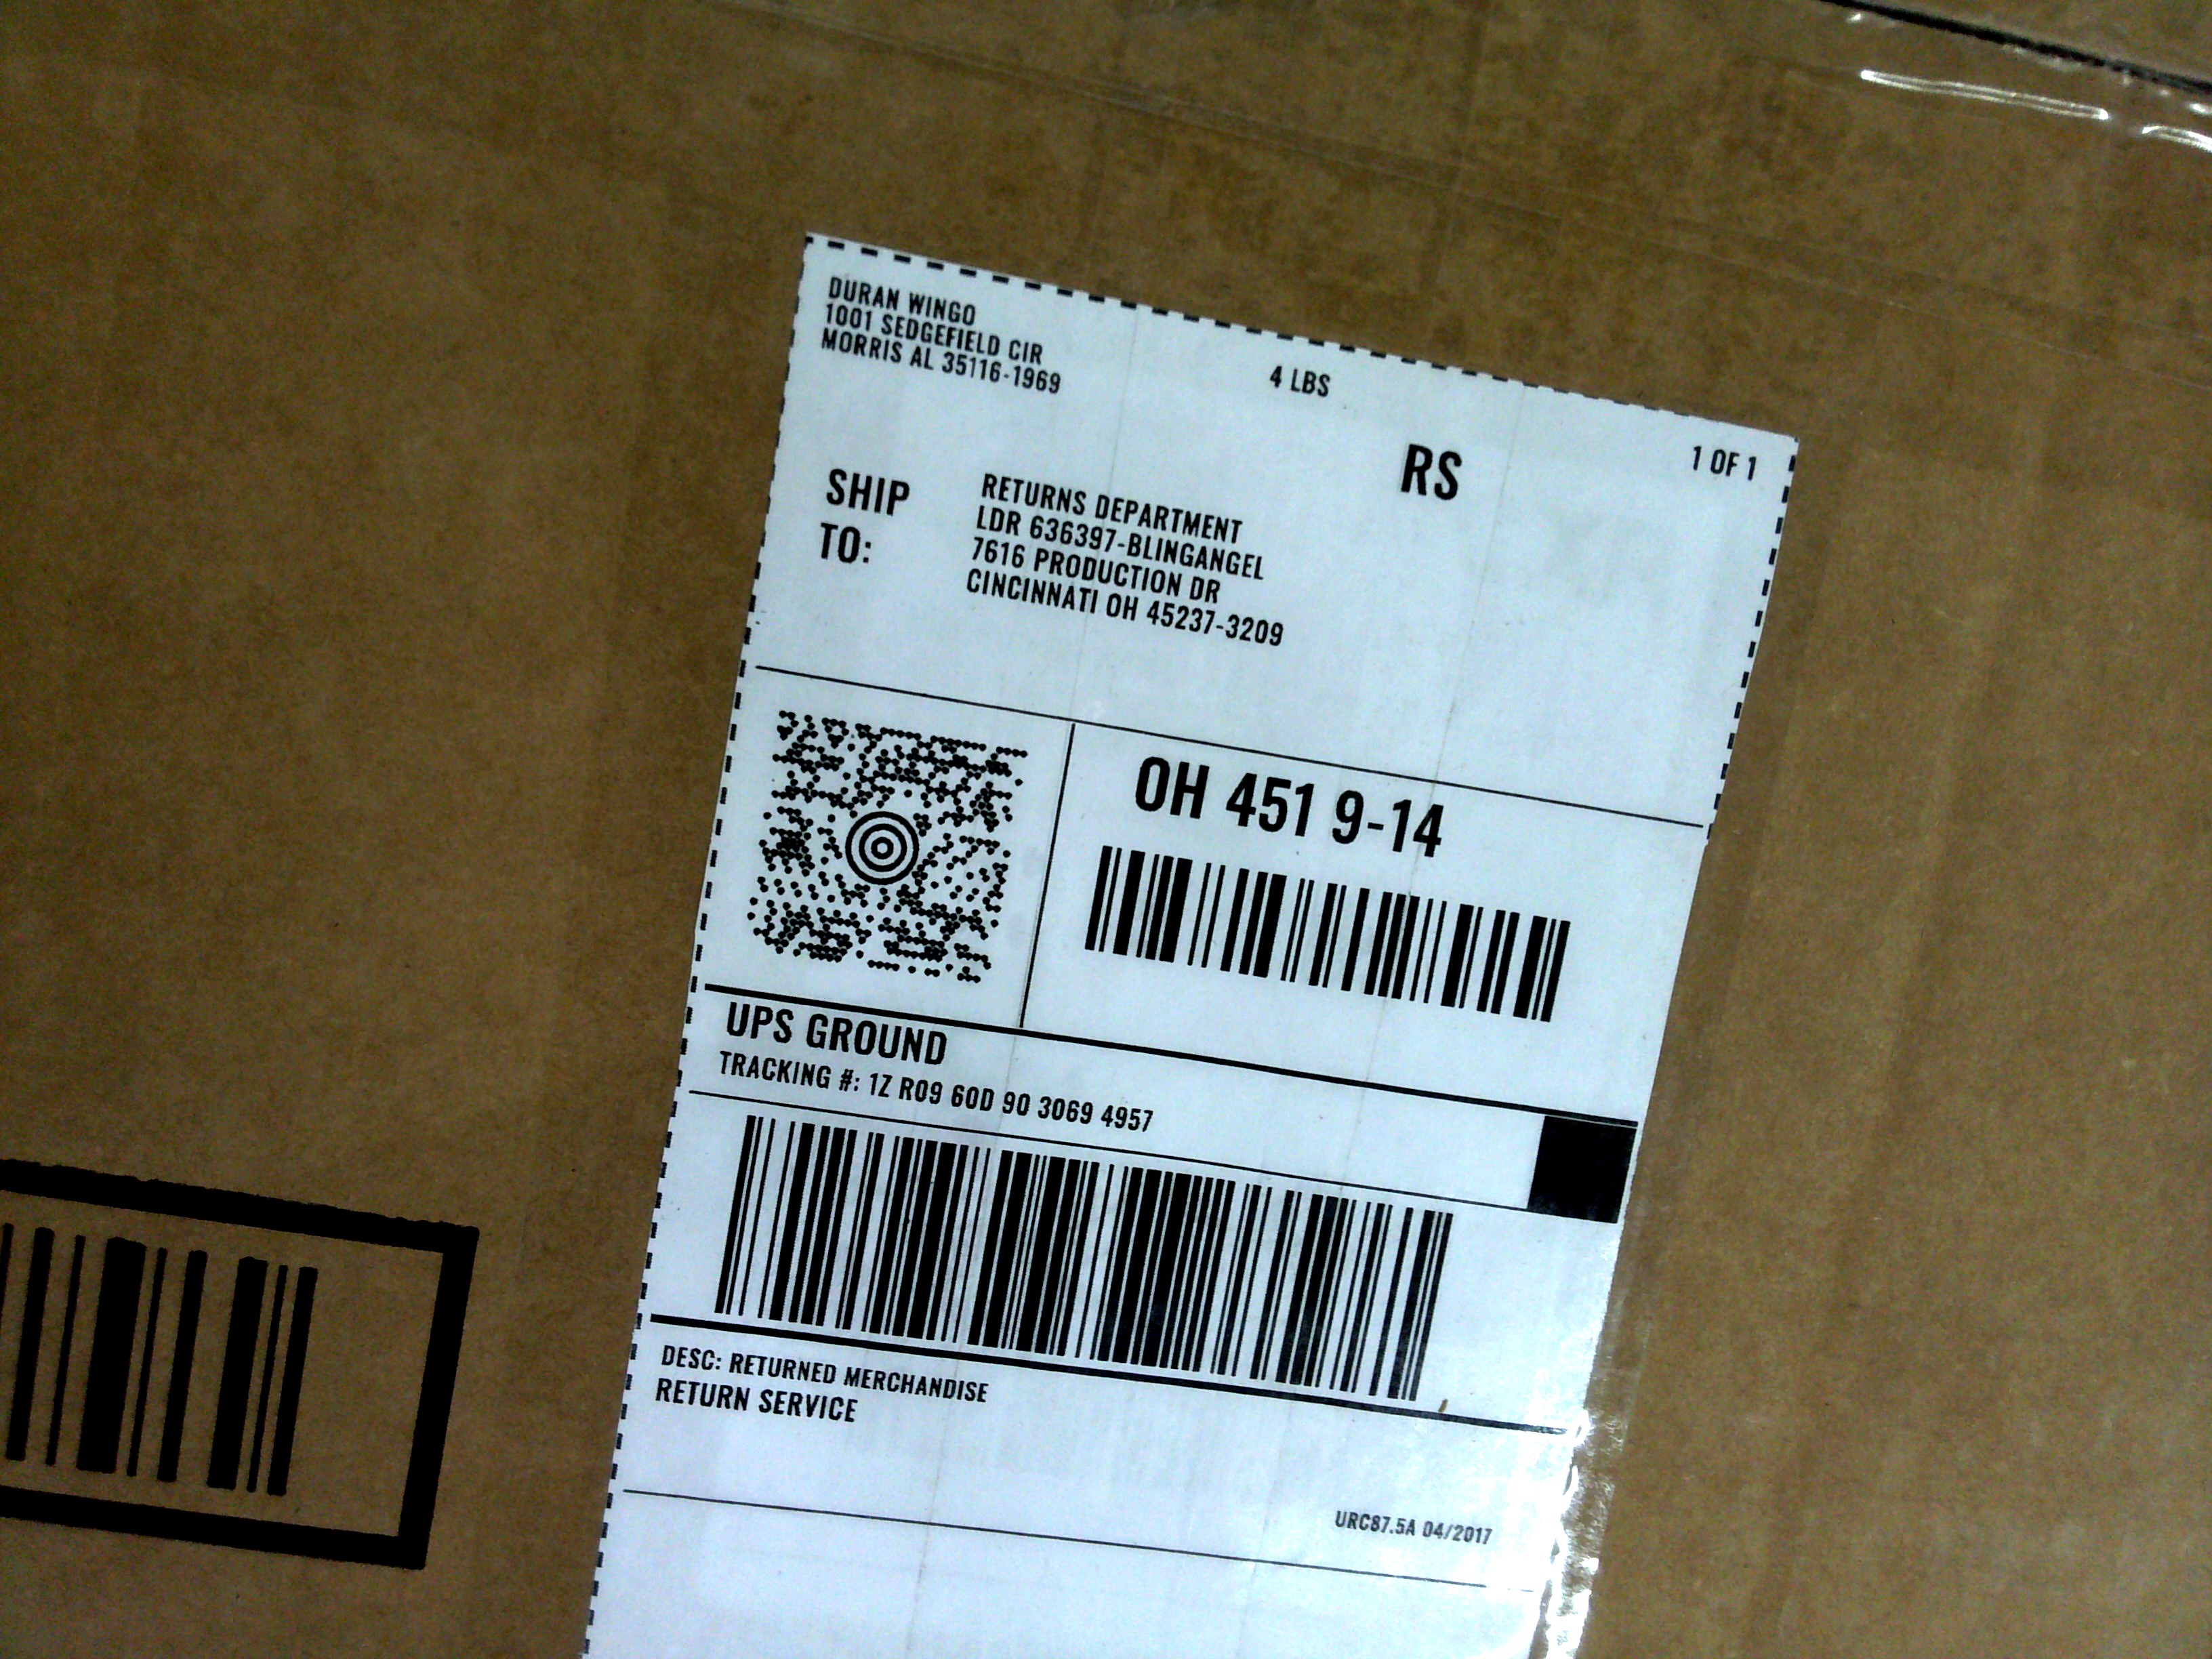 DURAN WINGO
1001 SEDGEFIELD CIR
MORRIS AL 35116-1969
4 LBS
1 OF 1
RS
SHIP
TO:
RETURNS DEPARTMENT
LDR 636397-BLINGANGEL
7616 PRODUCTION DR
CINCINNATI OH 45237-3209
OH 451 9-14
UPS GROUND
TRACKING #: 1Z R09 60D 90 3069 4957
DESC: RETURNED MERCHANDISE
RETURN SERVICE
URC87.5A 04/2017